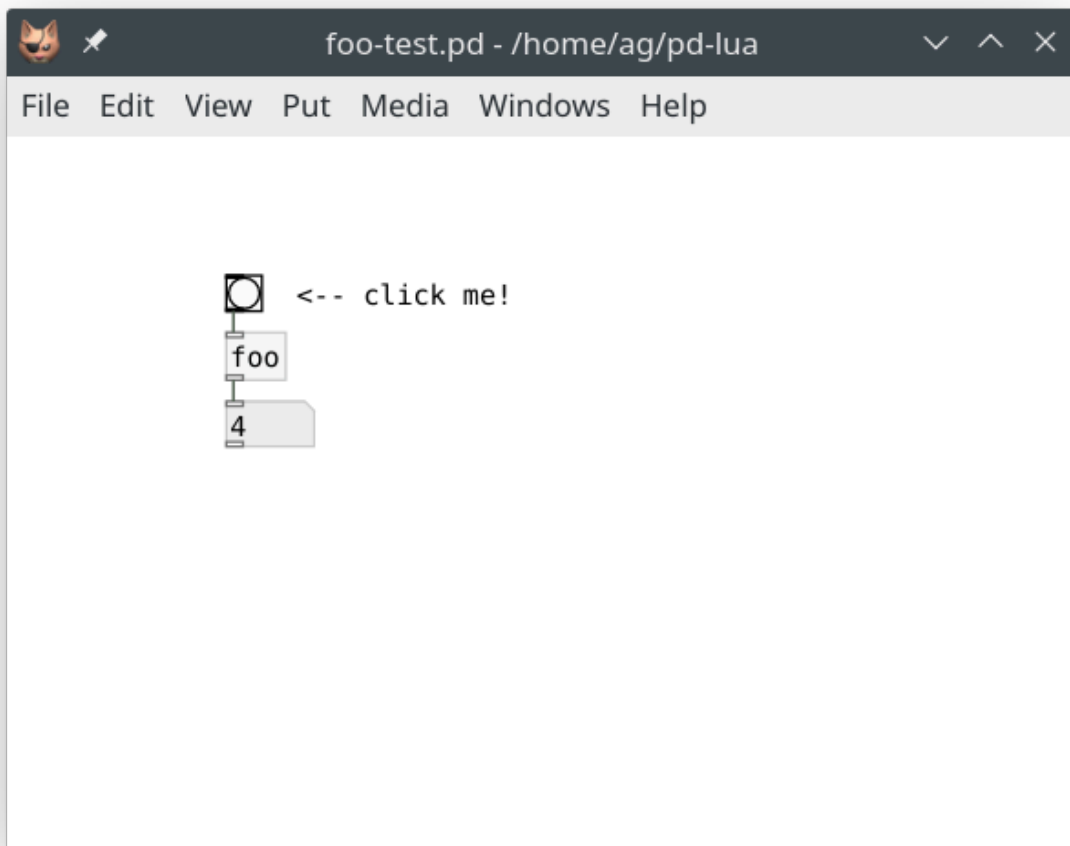 foo-test.pd - /home/ag/pd-lua
File Edit View Put Media Windows Help
<-- click me!
foo
4